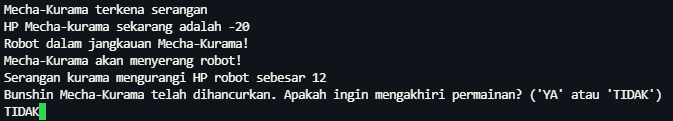 Mecha-Kurama terkena serangan
HP Mecha-kurama sekarang adalah -20
Robot dalam jangkauan Mecha-Kurama!
Mecha-Kurama akan menyerang robot!
Serangan kurama mengurangi HP robot sebesar 12
Bunshin Mecha-Kurama telah dihancurkan. Apakah ingin mengakhiri permainan? ('YA' atau 'TIDAK')
TIDAK